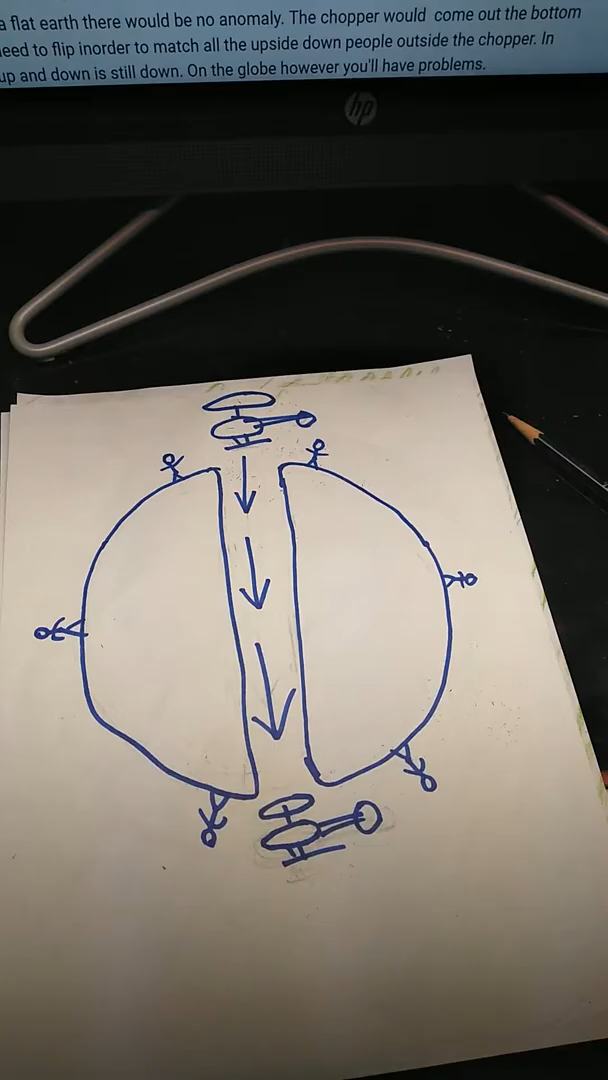 a flat earth there would be no anomaly. The chopper would come out the bottom
need to flip inorder to match all the upside down people outside the chopper. In
up and down is still down. On the globe however you'll have problems.
hp